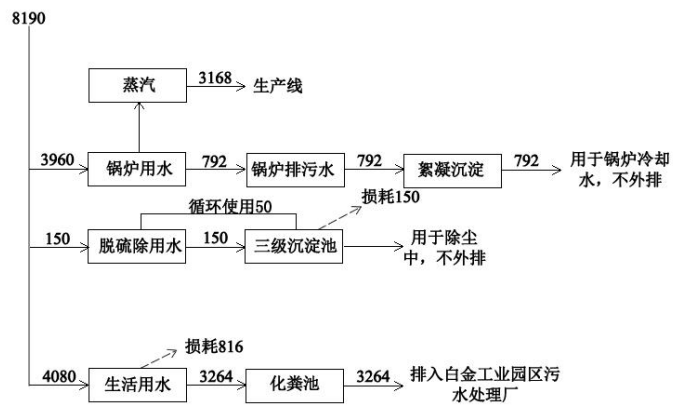 8190
蒸汽
3168
生产线
3960
锅炉用水
792
锅炉排污水
792
絮凝沉淀
792
用于锅炉冷却
水，不外排
循环使用50
损耗150
150
脱硫除用水
150
三级沉淀池
用于除尘
中，不外排
损耗816
4080
生活用水
3264
化粪池
3264
排入白金工业园区污
水处理厂